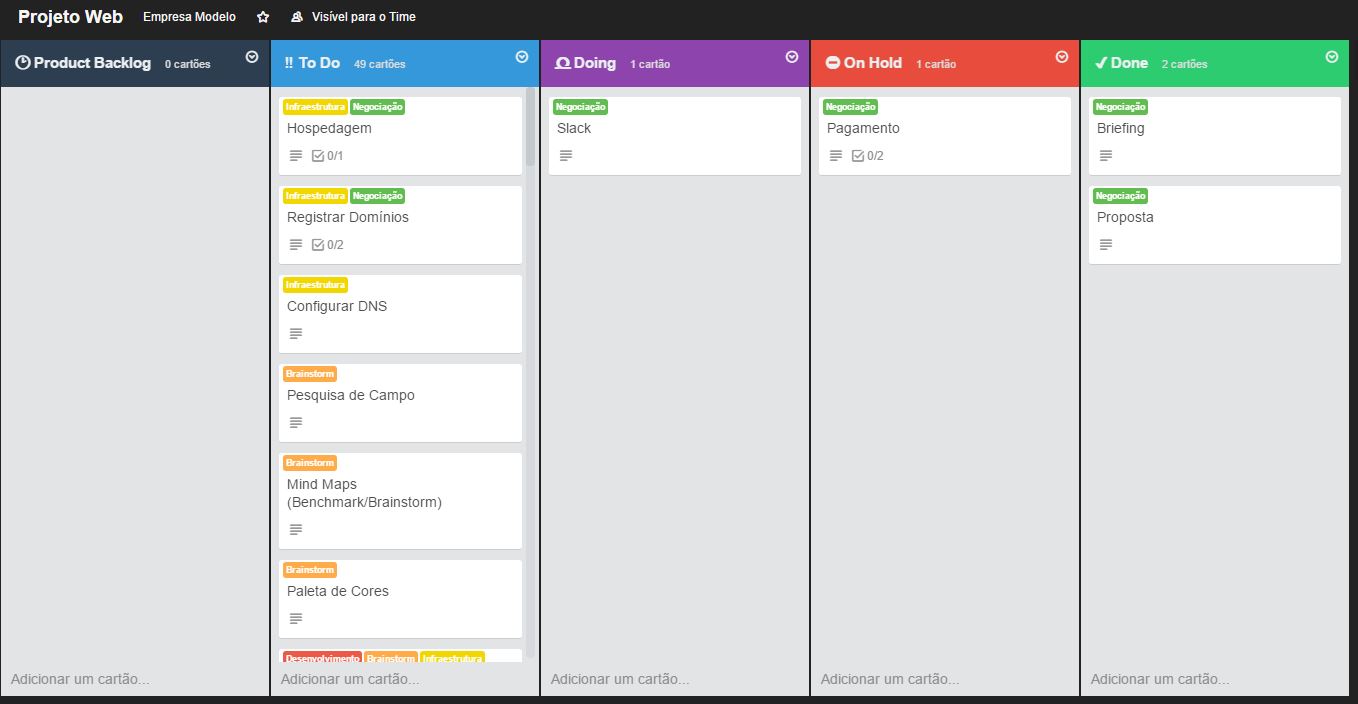 Projeto Web Empresa Modelo Visível para o Time
Product Backlog 0 cartões
Adicionar um cartão...
!! To Do 49 cartões
Infraestrutura Negociação
Hospedagem
0/1
Infraestrutura Negociação
Registrar Domínios
0/2
Infraestrutura
Configurar DNS
Brainstorm
Pesquisa de Campo
Brainstorm
Mind Maps
(Benchmark/Brainstorm)
Brainstorm
Paleta de Cores
Desenvolvimento Brainstorm Infraestrutura
Adicionar um cartão...
Doing 1 cartão
Negociação
Slack
Adicionar um cartão...
On Hold 1 cartão
Negociação
Pagamento
0/2
Adicionar um cartão...
Done 2 cartões
Negociação
Briefing
Negociação
Proposta
Adicionar um cartão...